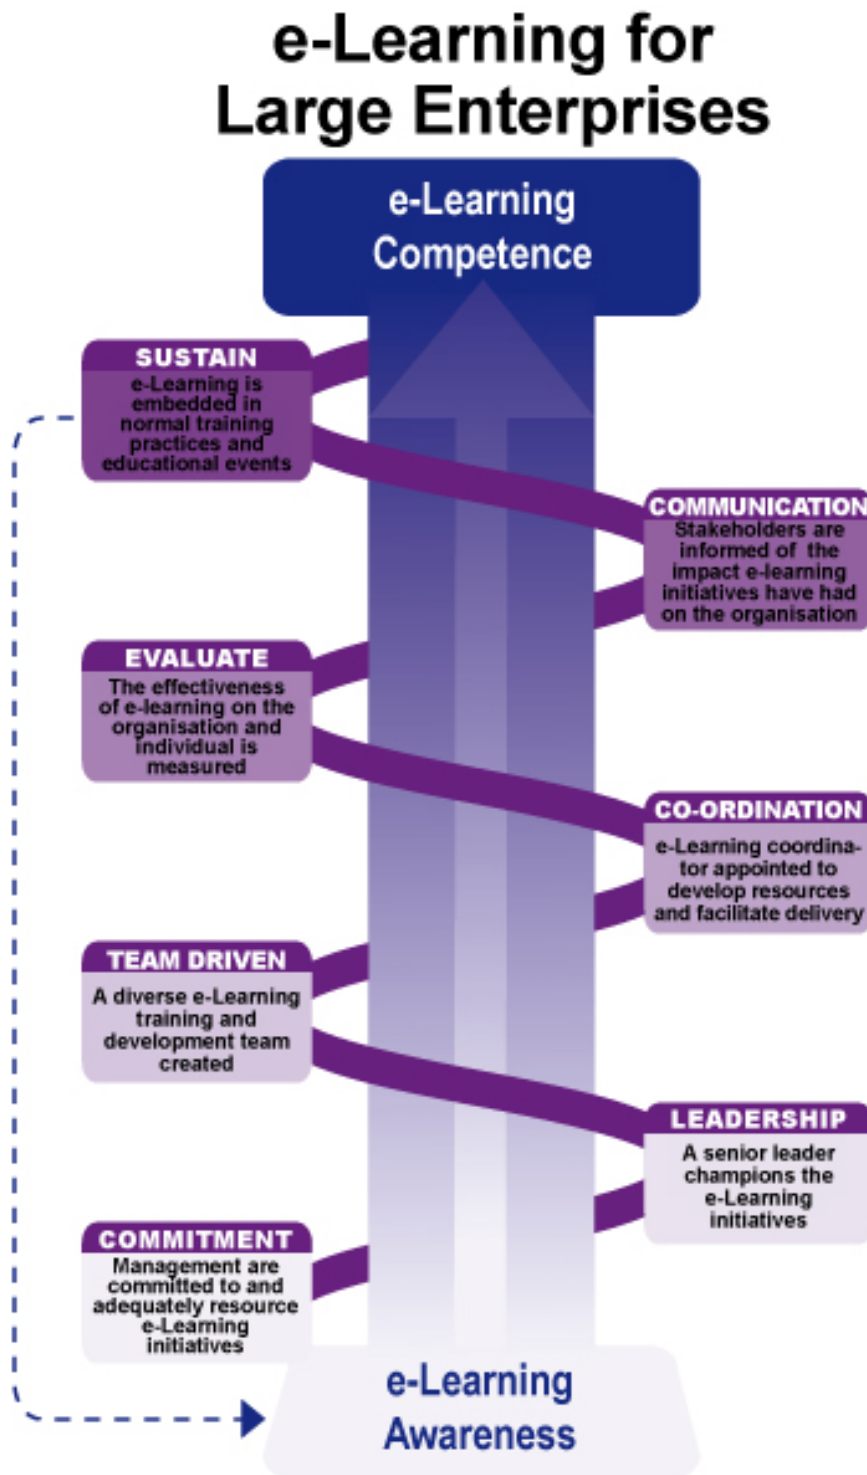 e-Learning for
Large Enterprises
e-Learning
Competence
SUSTAIN
e-Learning is
embedded in
normal training
practices and
educational events
COMMUNICATION
Stakeholders are
informed of the
impact e-learning
initiatives have had
on the organisation
EVALUATE
The effectiveness
of e-learning on the
organisation and
individual is
measured
CO-ORDINATION
e-Learning coordina-
tor appointed to
develop resources
and facilitate delivery
TEAM DRIVEN
A diverse e-Learning
training and
development team
created
LEADERSHIP
A senior leader
champions the
e-Learning
initiatives
COMMITMENT
Management are
committed to and
adequately resource
e-Learning
initiatives
e-Learning
Awareness